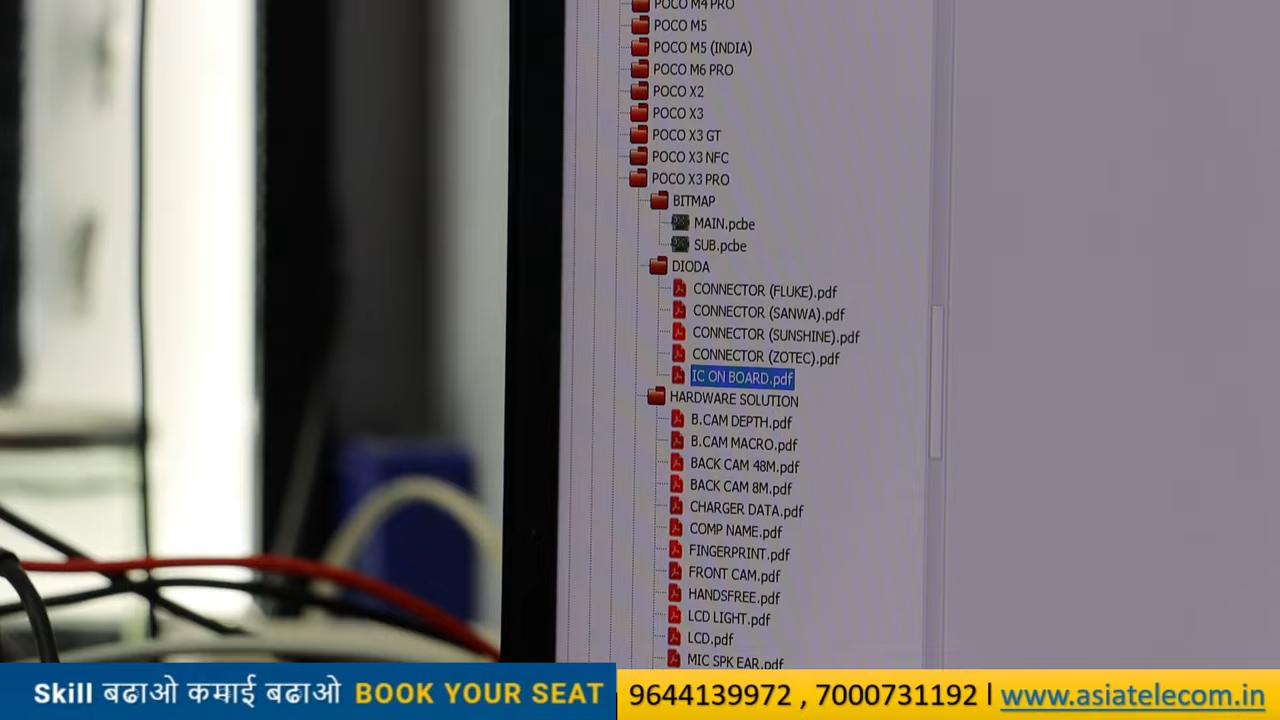 POCO M4 PRO
POCO M5
POCO M5 (INDIA)
POCO M6 PRO
POCO X2
POCO X3
POCO X3 GT
POCO X3 NFC
POCO X3 PRO
BITMAP
MAIN.pcbe
SUB.pcbe
DIODA
CONNECTOR (FLUKE).pdf
CONNECTOR (SANWA).pdf
CONNECTOR (SUNSHINE).pdf
CONNECTOR (ZOTEC).pdf
IC ON BOARD.pdf
HARDWARE SOLUTION
B.CAM DEPTH.pdf
B.CAM MACRO.pdf
BACK CAM 48M.pdf
BACK CAM 8M.pdf
CHARGER DATA.pdf
COMP NAME.pdf
FINGERPRINT.pdf
FRONT CAM.pdf
HANDSFREE.pdf
LCD LIGHT.pdf
LCD.pdf
MIC SPK EAR.pdf
Skill बढाओ कमाई बढाओ BOOK YOUR SEAT 9644139972 , 7000731192 l www.asiatelecom.in